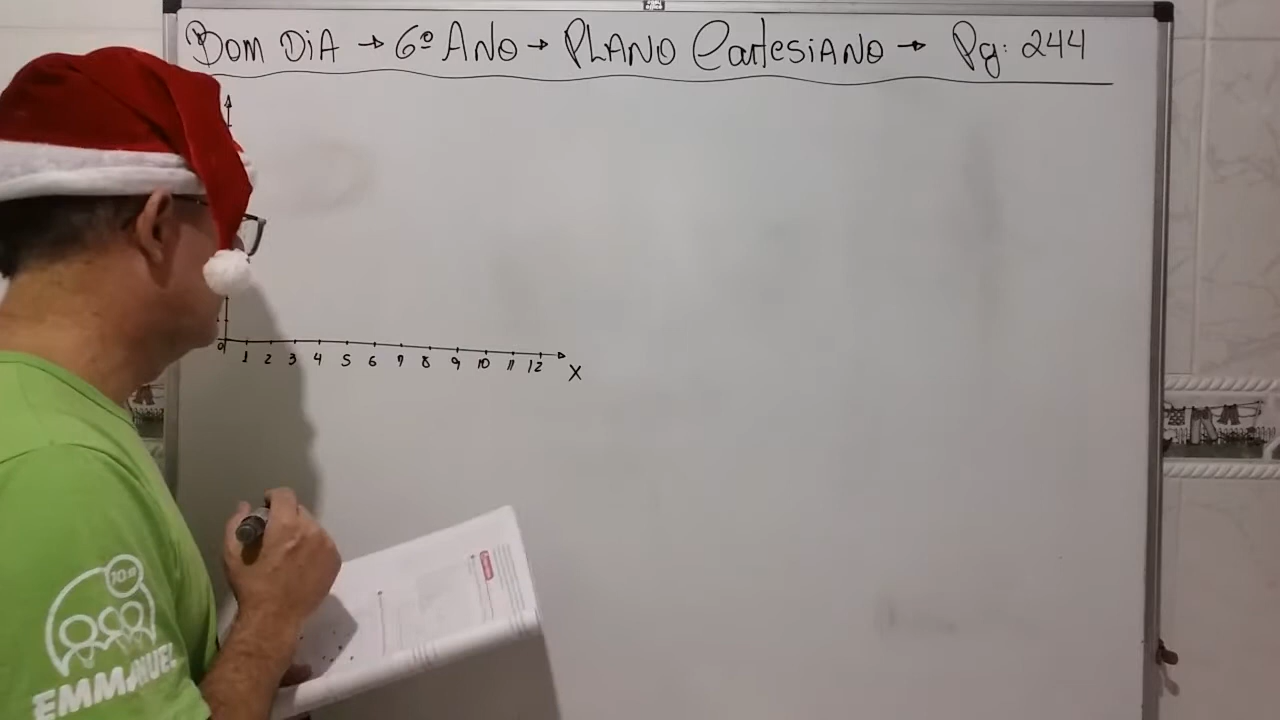 Bom DiA → 6º Ano → PLANO CartesiANO → Pg: 244
0 1 2 3 4 5 6 7 8 9 10 11 12
X
EMMANUEL